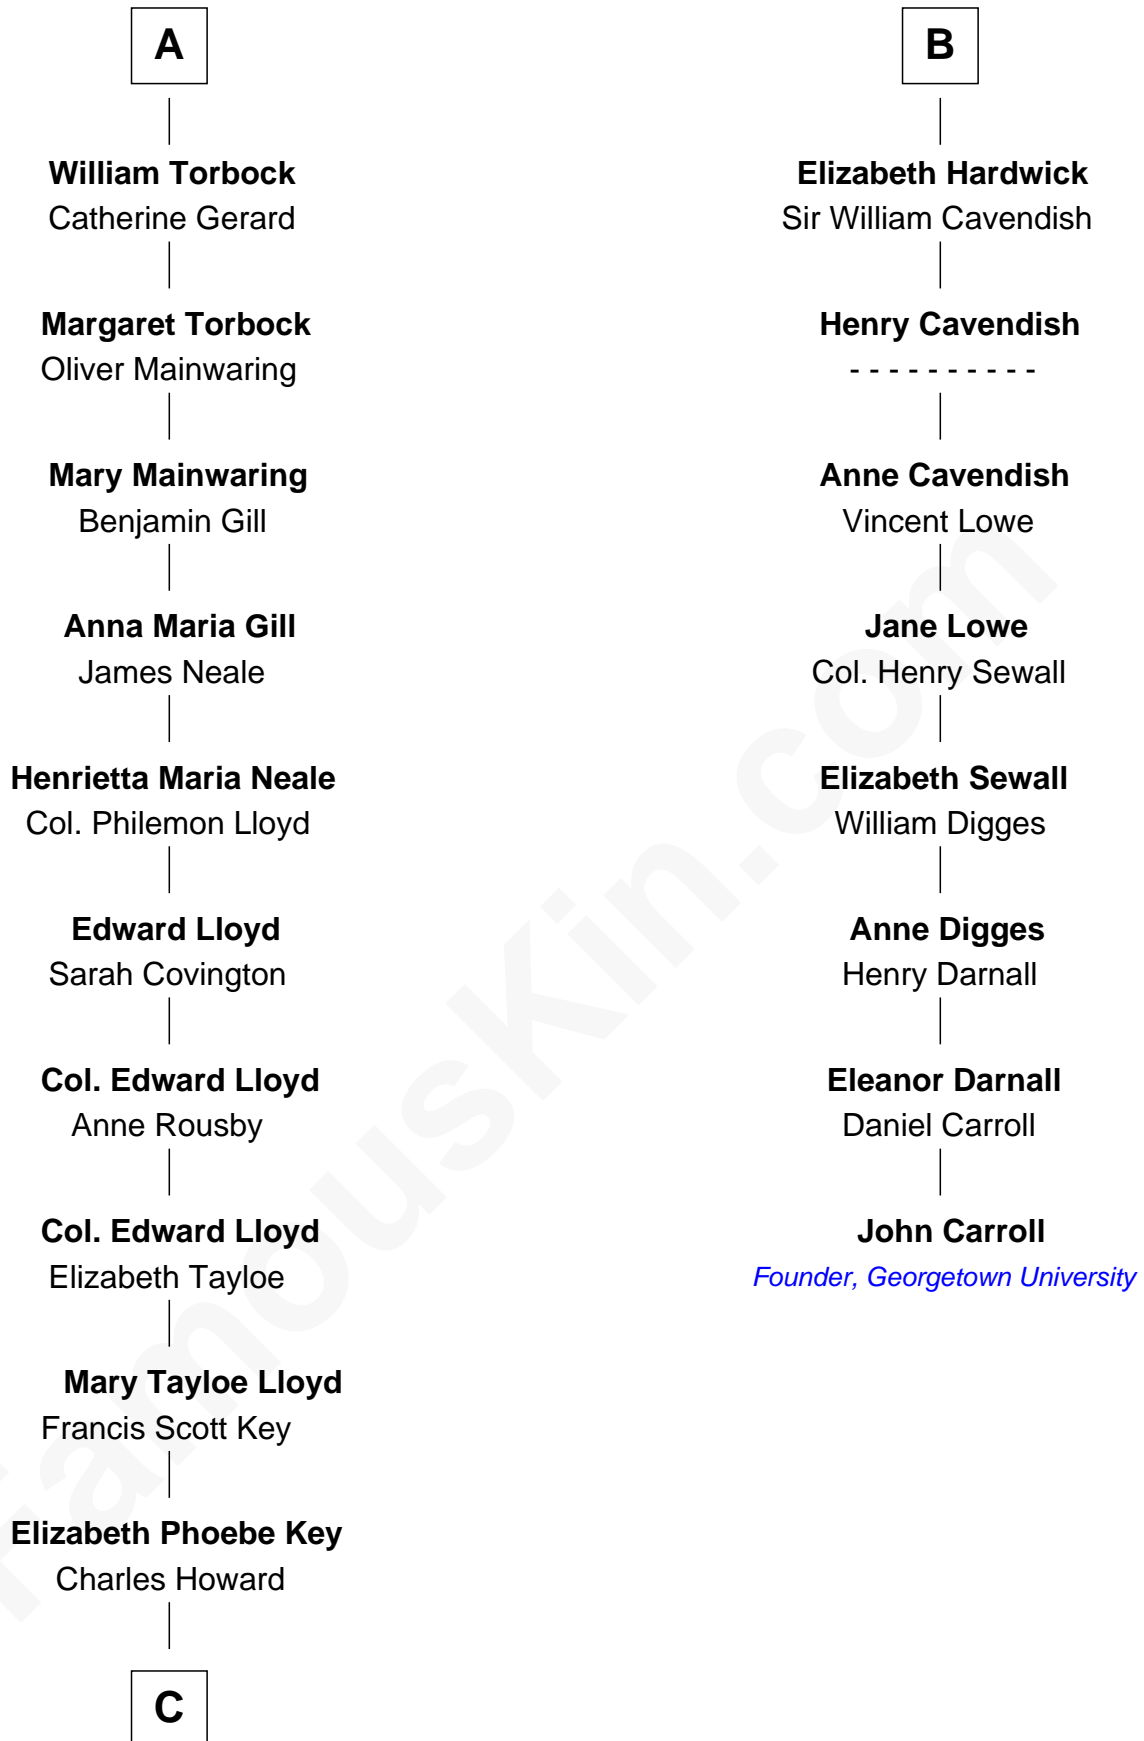 A
William Torbock
Catherine Gerard
Margaret Torbock
Oliver Mainwaring
Mary Mainwaring
Benjamin Gill
Anna Maria Gill
James Neale
Henrietta Maria Neale
Col. Philemon Lloyd
Edward Lloyd
Sarah Covington
Col. Edward Lloyd
Anne Rousby
Col. Edward Lloyd
Elizabeth Tayloe
Mary Tayloe Lloyd
Francis Scott Key
Elizabeth Phoebe Key
Charles Howard
C
B
Elizabeth Hardwick
Sir William Cavendish
Henry Cavendish
- - - - - - - - - -
Anne Cavendish
Vincent Lowe
Jane Lowe
Col. Henry Sewall
Elizabeth Sewall
William Digges
Anne Digges
Henry Darnall
Eleanor Darnall
Daniel Carroll
John Carroll
Founder, Georgetown University
FamousKin.com